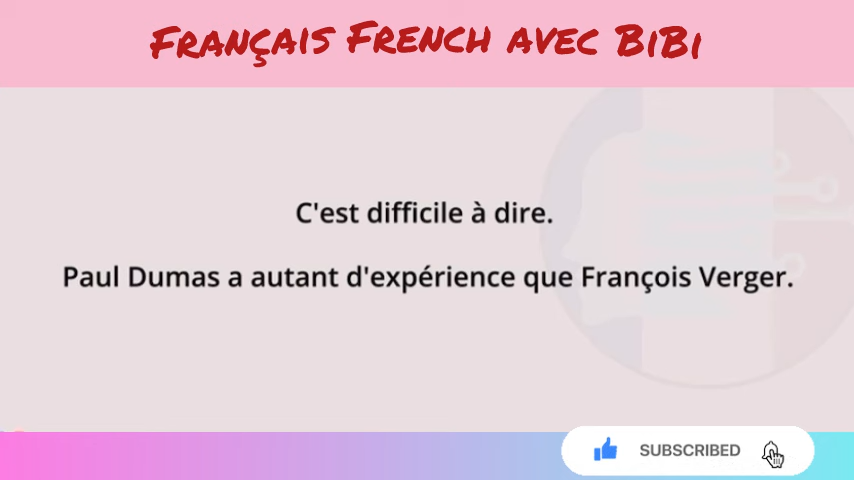 Français French avec BiBi
C'est difficile à dire.
Paul Dumas a autant d'expérience que François Verger.
SUBSCRIBED